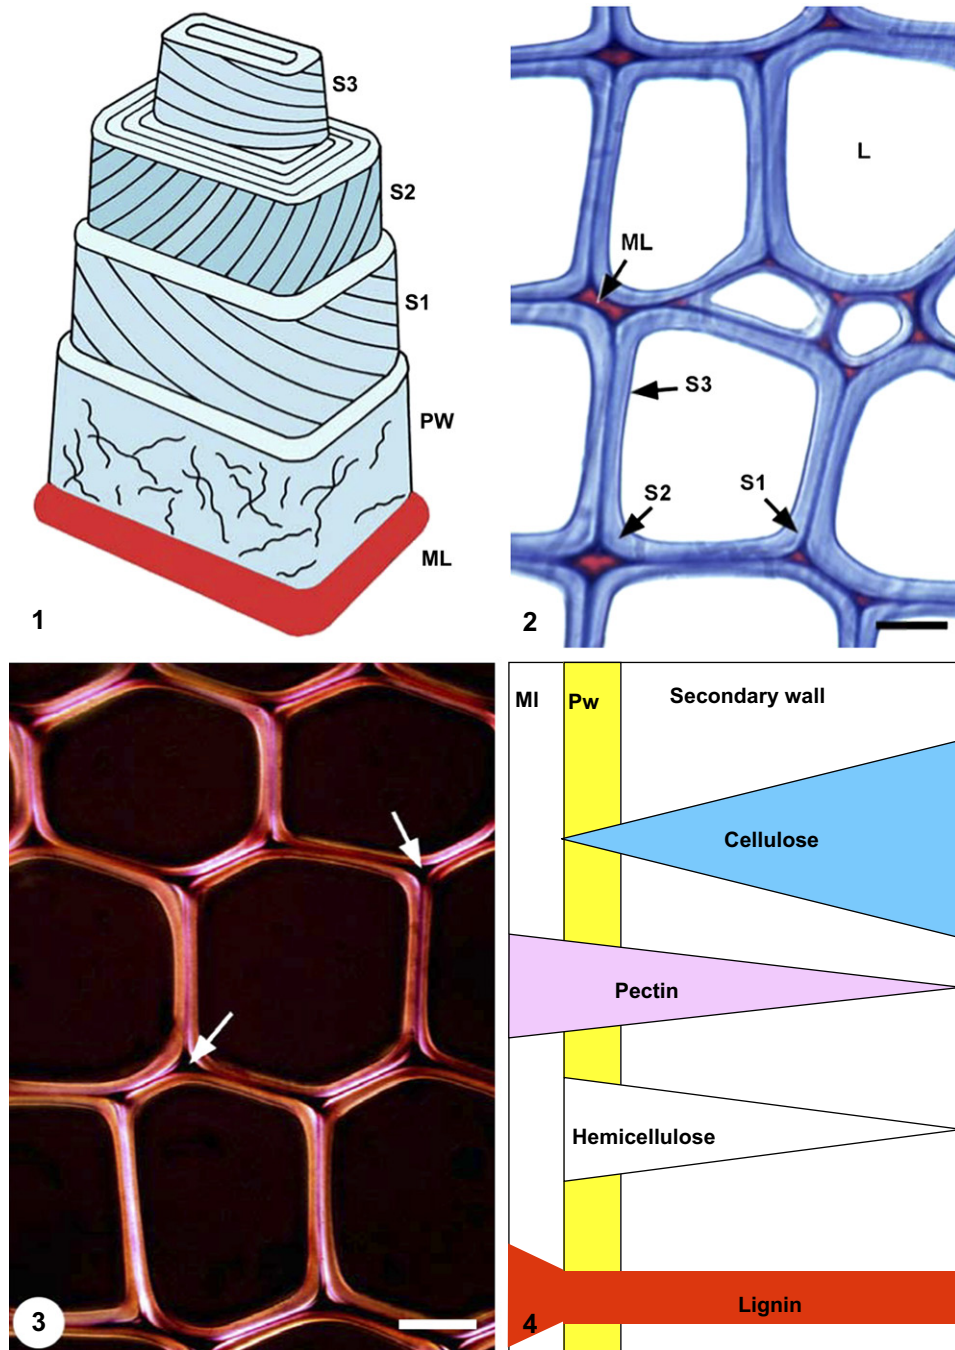 S3
S2
S1
PW
ML
1
L
ML
S3
S2
S1
2
3
Ml
Pw
Secondary wall
Cellulose
Pectin
Hemicellulose
Lignin
4